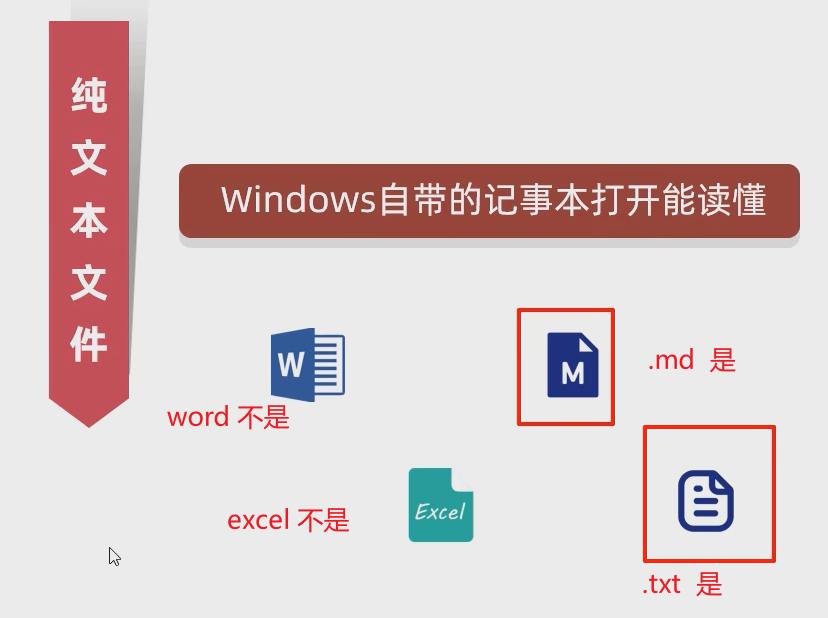 纯文本文件
Windows自带的记事本打开能读懂
W
word 不是
M
.md 是
Excel
excel 不是
.txt 是